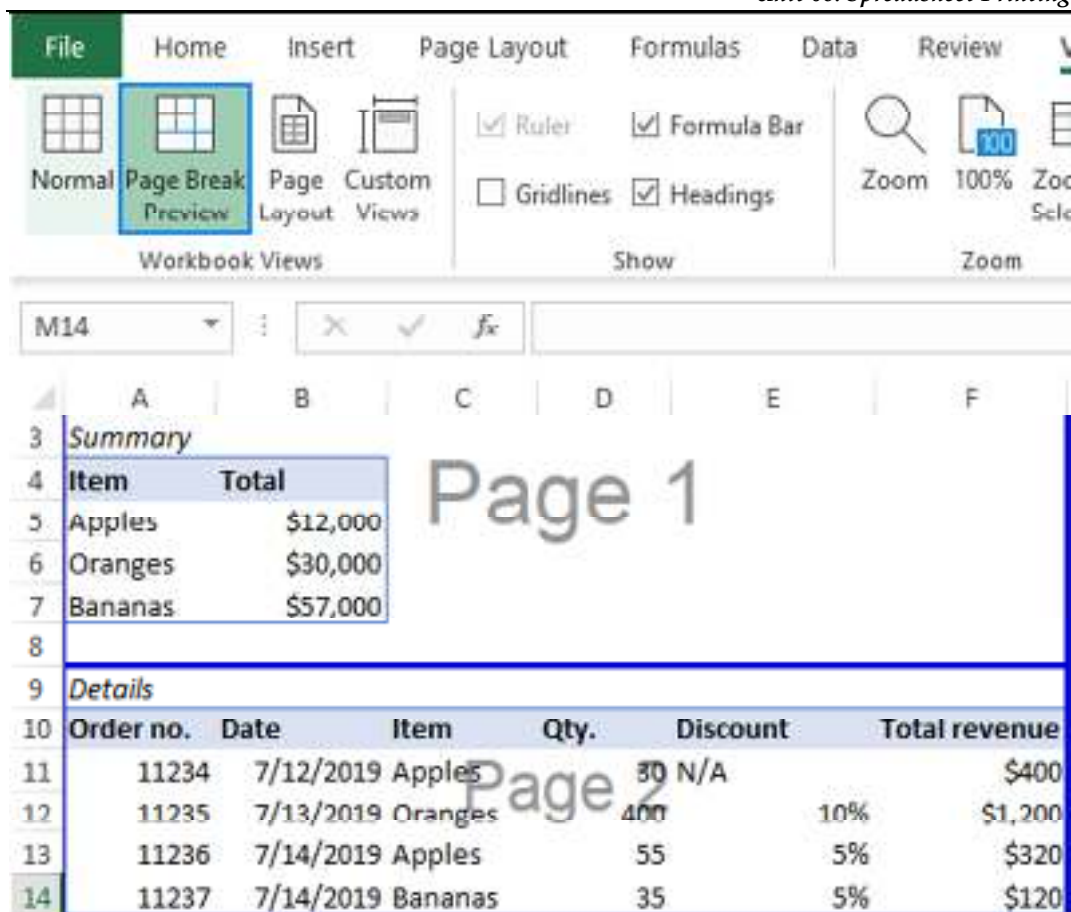 File Home Insert Page Layout Formulas Data Review
Normal Page Break Preview Page Layout Custom Views
Ruler Formula Bar
Gridlines Headings
Zoom 100%
Workbook Views Show Zoom
M14 fx
A B C D E F
3 Summary
Page 1
4 Item Total
5 Apples $12,000
6 Oranges $30,000
7 Bananas $57,000
8
9 Details
10 Order no. Date Item Qty. Discount Total revenue
11 11234 7/12/2019 Apples 30 N/A $400
Page 2
12 11235 7/13/2019 Oranges 400 10% $1,200
13 11236 7/14/2019 Apples 55 5% $320
14 11237 7/14/2019 Bananas 35 5% $120